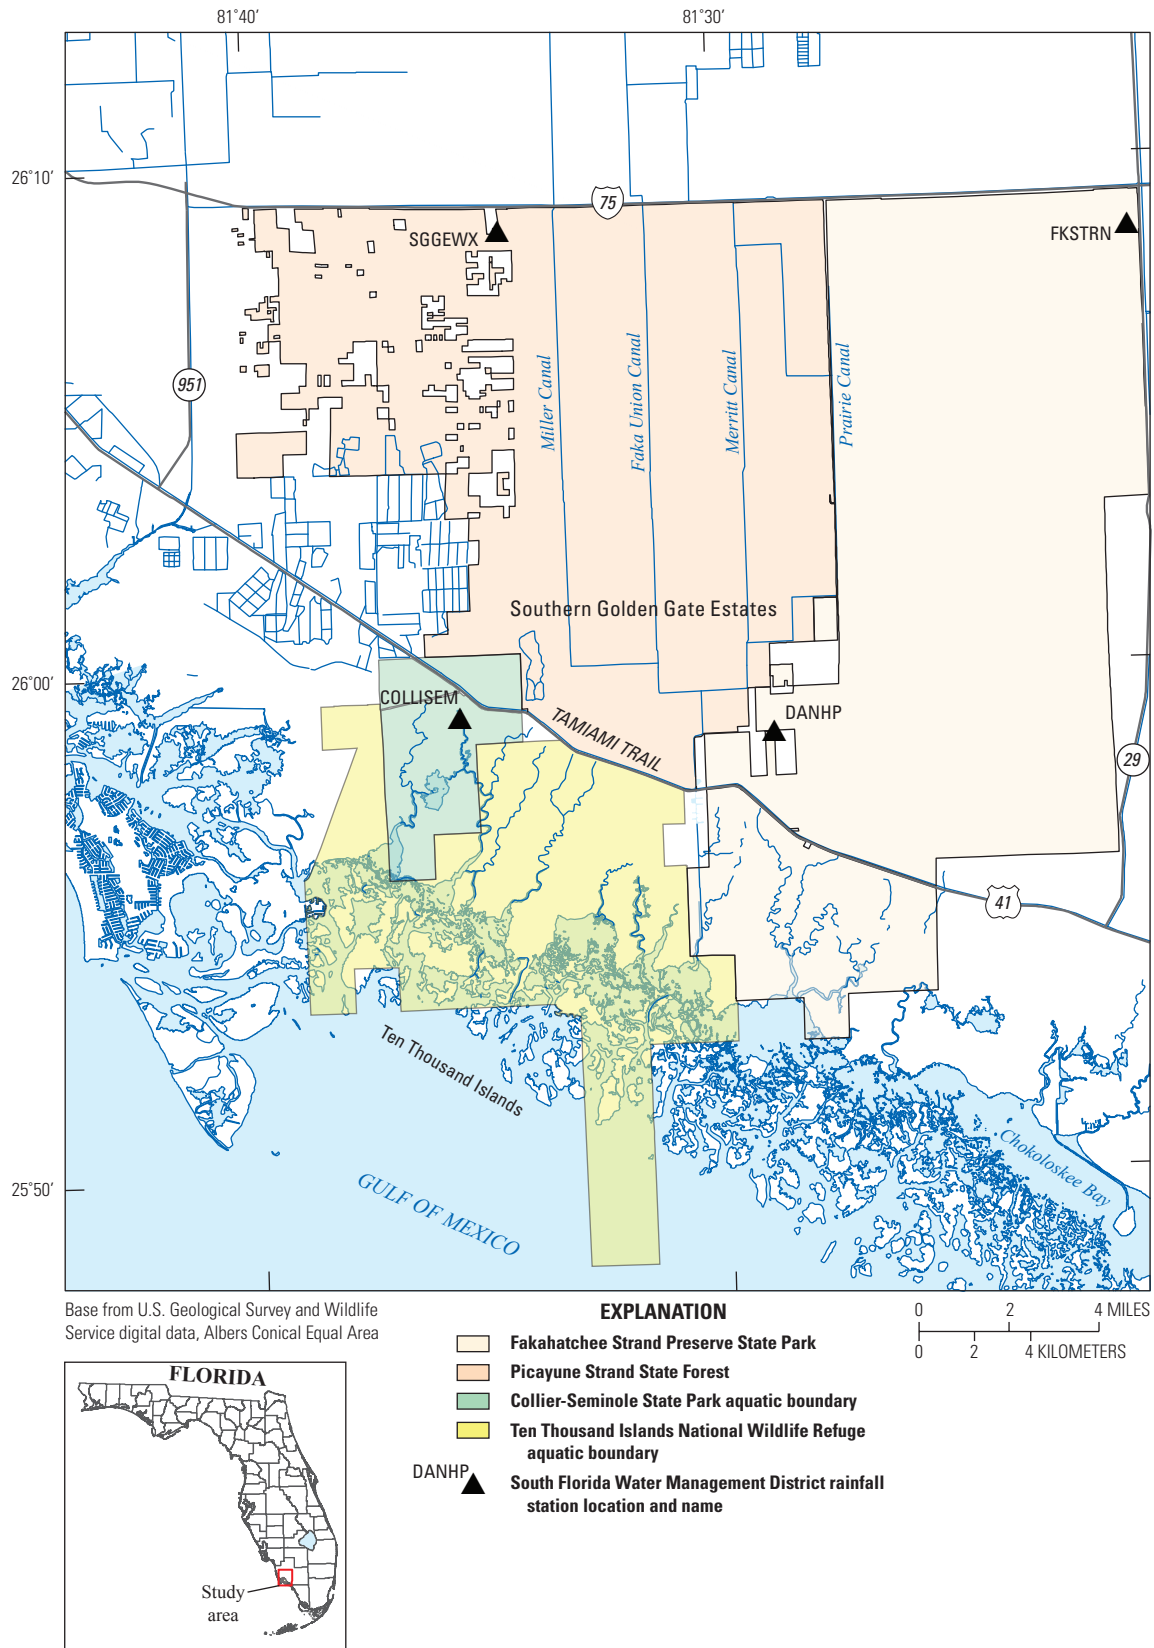 81°40′
81°30′
26°10′
75
SGGEWX
FKSTRN
951
Miller Canal
Faka Union Canal
Merritt Canal
Prairie Canal
Southern Golden Gate Estates
26°00′
COLLISEM
DANHP
TAMIAMI TRAIL
29
41
Ten Thousand Islands
Chokoloskee Bay
25°50′
GULF OF MEXICO
Base from U.S. Geological Survey and Wildlife
Service digital data, Albers Conical Equal Area
EXPLANATION
Fakahatchee Strand Preserve State Park
Picayune Strand State Forest
Collier-Seminole State Park aquatic boundary
Ten Thousand Islands National Wildlife Refuge
aquatic boundary
DANHP
South Florida Water Management District rainfall
station location and name
0 2 4 MILES
0 2 4 KILOMETERS
FLORIDA
Study
area